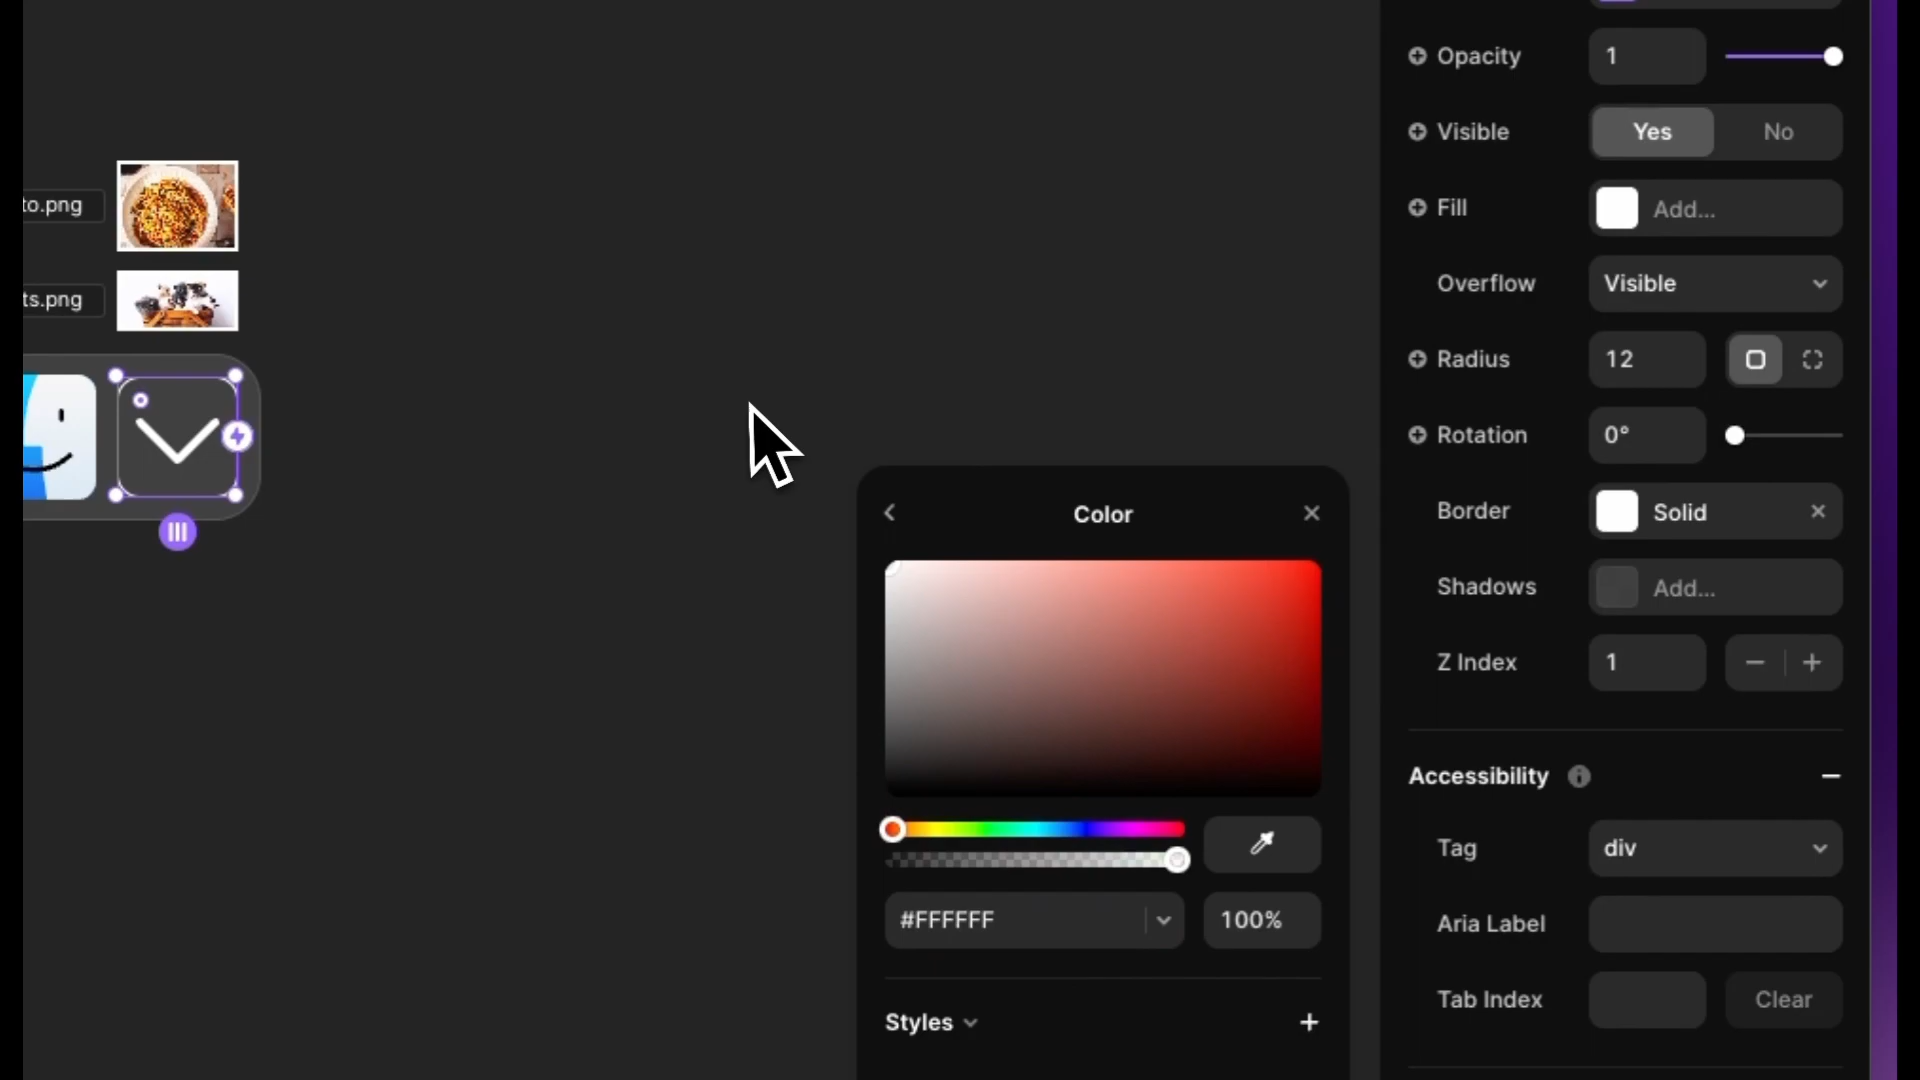 to.png
ts.png
Color
#FFFFFF
100%
Styles
Opacity
1
Visible
Yes
No
Fill
Add...
Overflow
Visible
Radius
12
Rotation
0°
Border
Solid
Shadows
Add...
Z Index
1
Accessibility
Tag
div
Aria Label
Tab Index
Clear